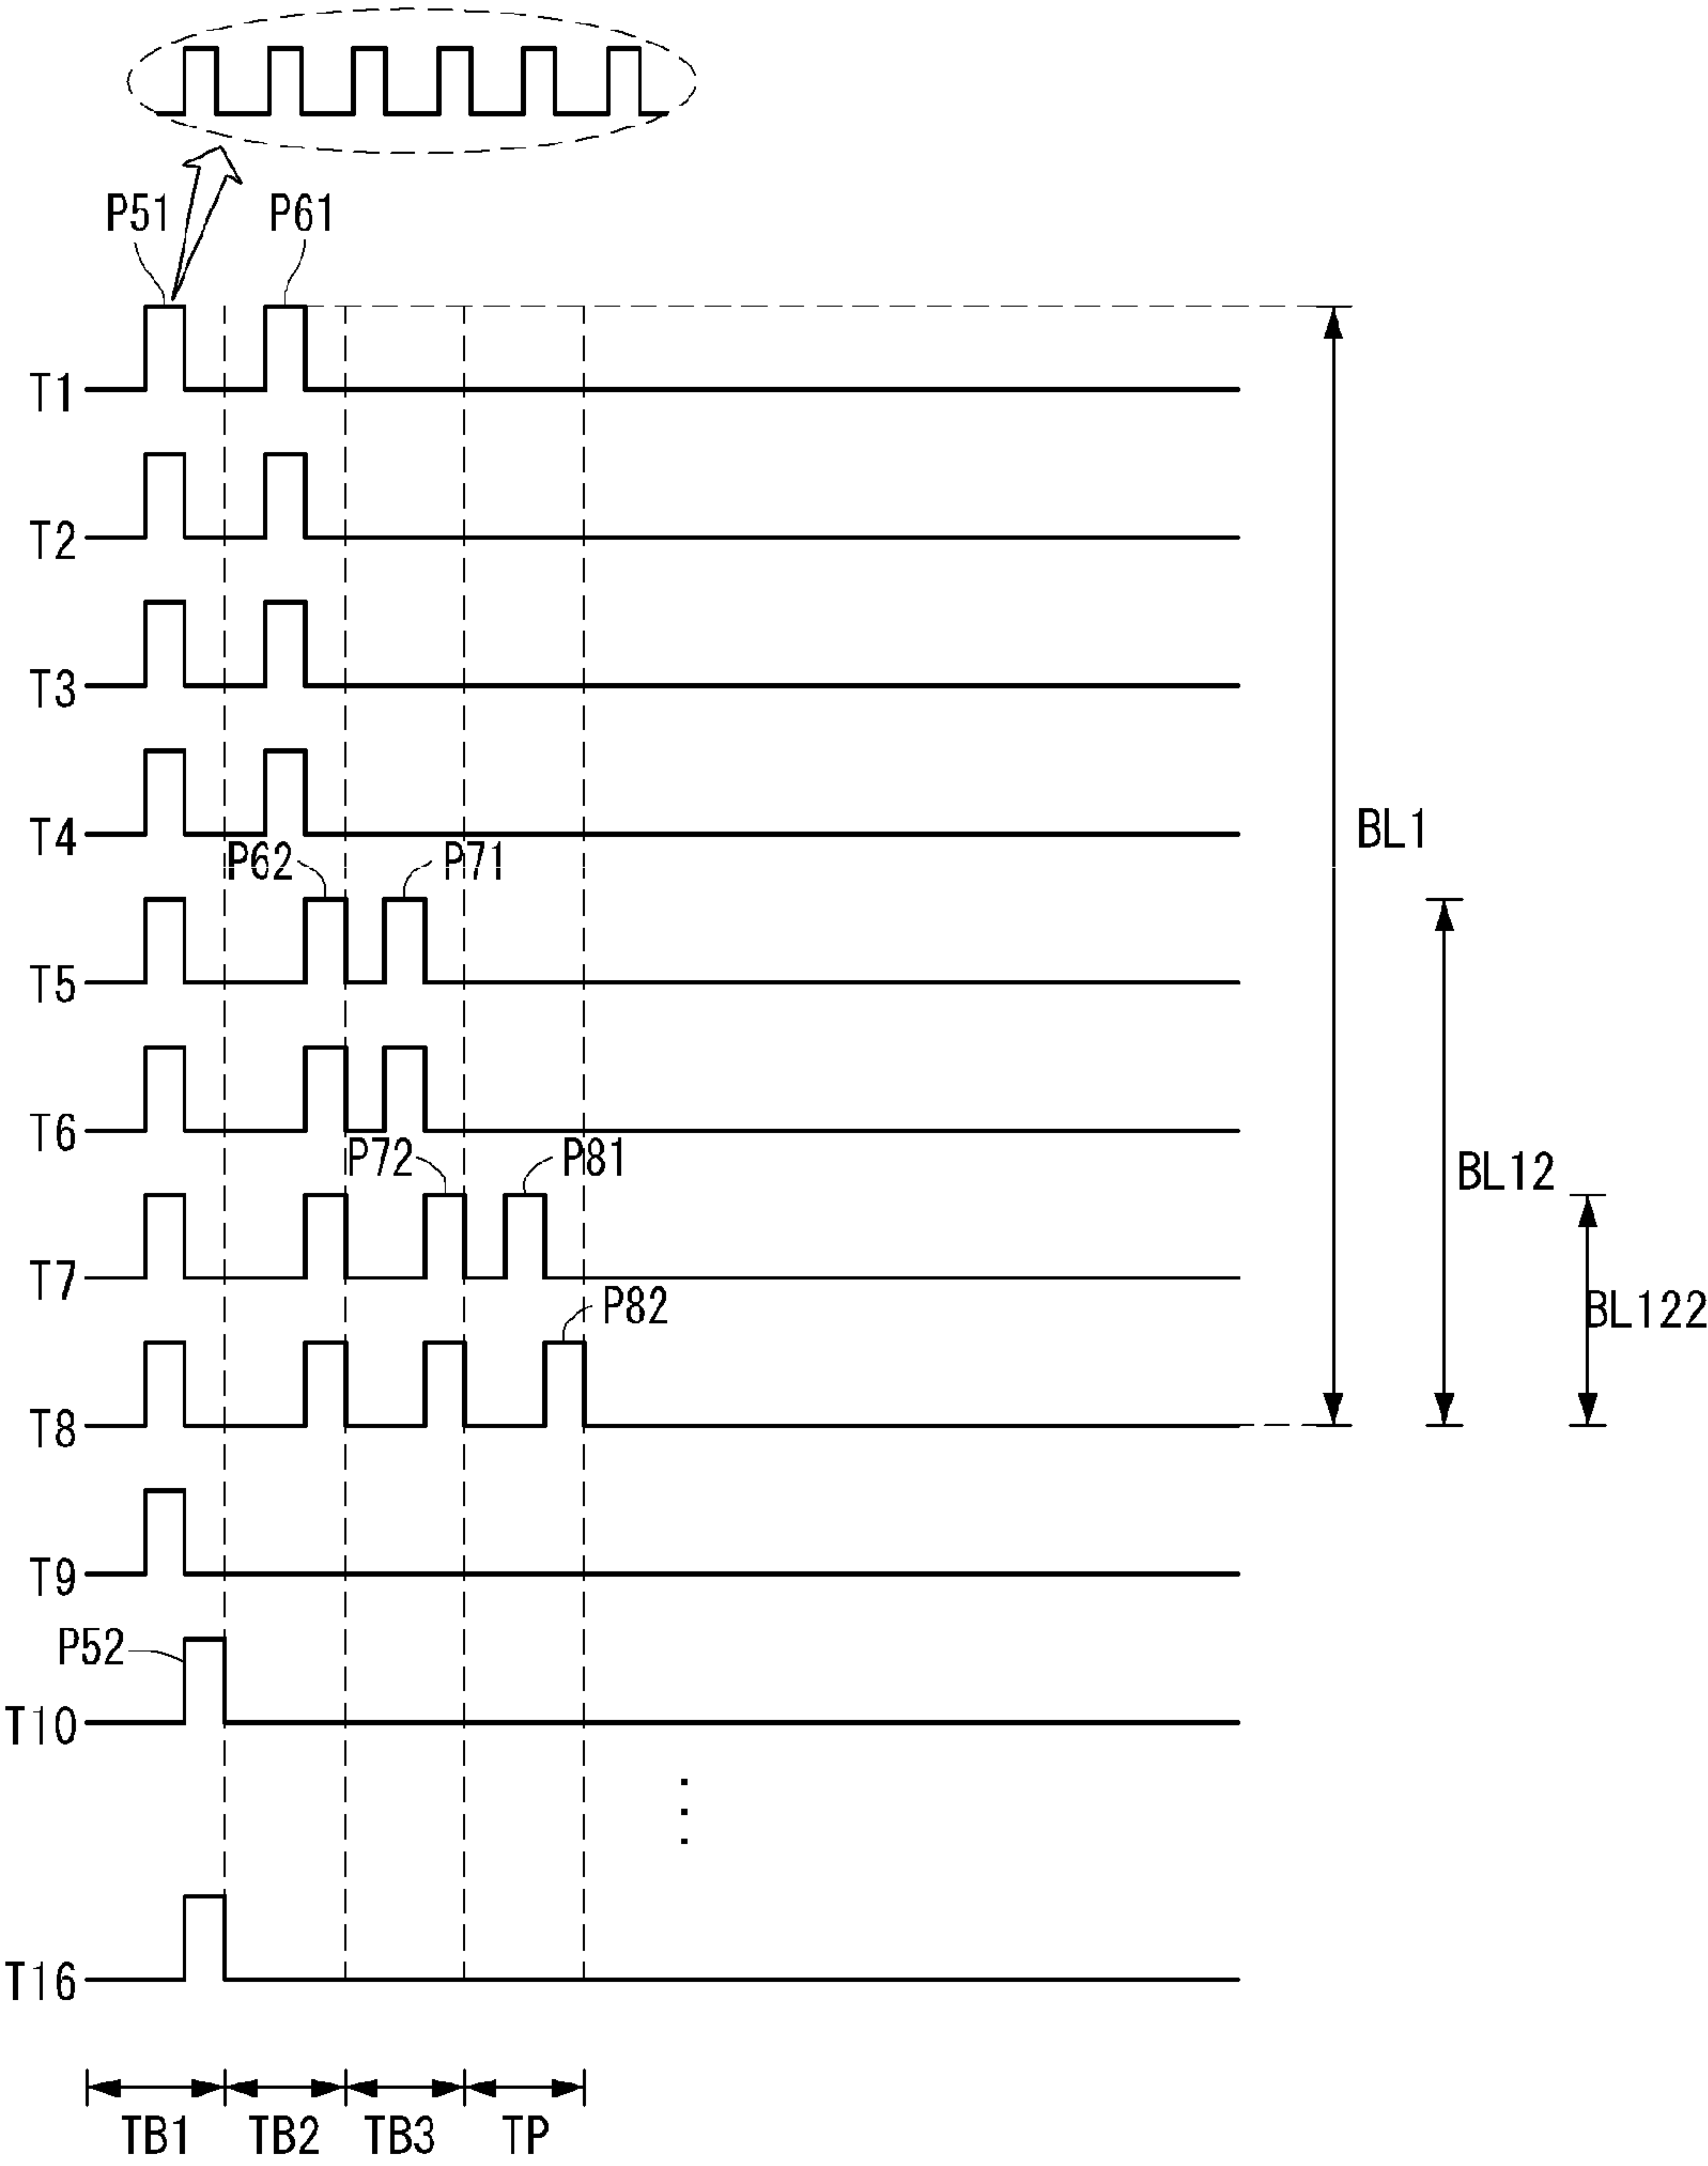 P51 P61
T1
T2
T3
T4
BL1
P62 P71
T5
T6
P72 P81
BL12
T7
P82
BL122
T8
T9
P52
T10
T16
TB1 TB2 TB3 TP